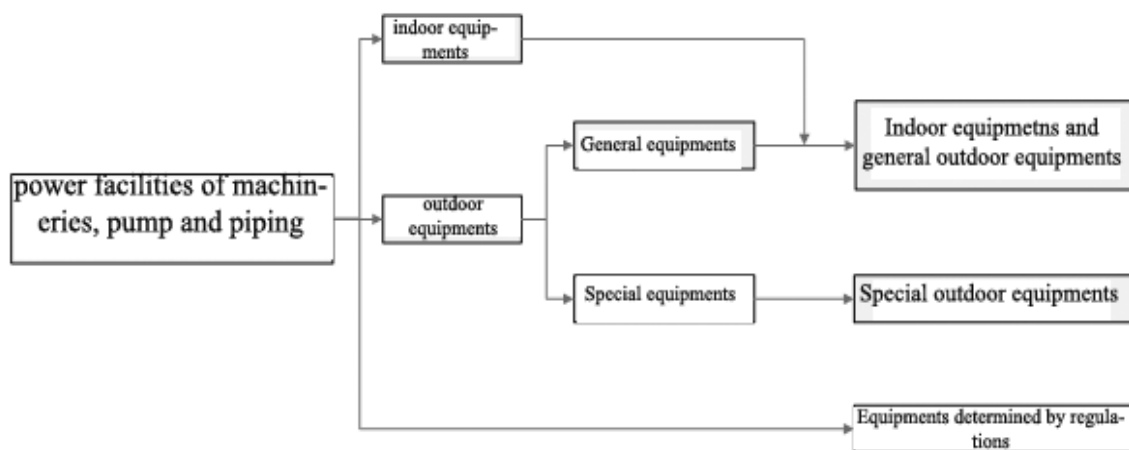 indoor equip-
ments
General equipments
Indoor equipmetns and
general outdoor equipments
power facilities of machin-
eries, pump and piping
outdoor
equipments
Special equipments
Special outdoor equipments
Equipments determined by regula-
tions